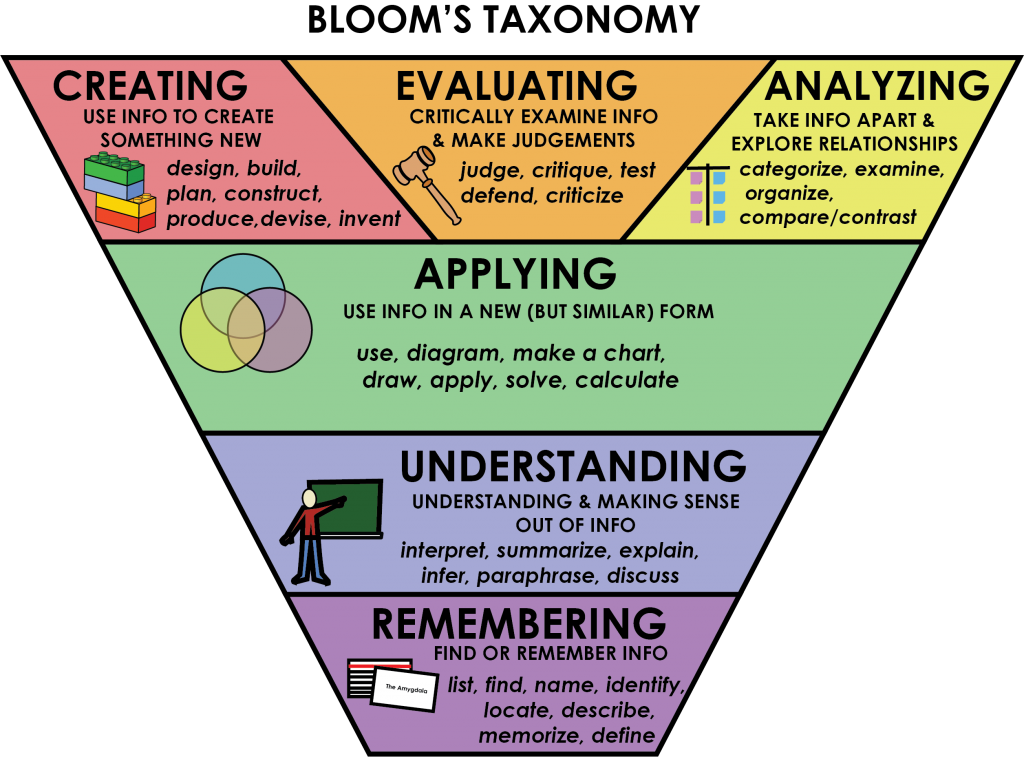 BLOOM'S TAXONOMY
CREATING
USE INFO TO CREATE
SOMETHING NEW
design, build,
plan, construct,
produce,devise, invent
EVALUATING
CRITICALLY EXAMINE INFO
& MAKE JUDGEMENTS
judge, critique, test
defend, criticize
ANALYZING
TAKE INFO APART &
EXPLORE RELATIONSHIPS
categorize, examine,
organize,
compare/contrast
APPLYING
USE INFO IN A NEW (BUT SIMILAR) FORM
use, diagram, make a chart,
draw, apply, solve, calculate
UNDERSTANDING
UNDERSTANDING & MAKING SENSE
OUT OF INFO
interpret, summarize, explain,
infer, paraphrase, discuss
REMEMBERING
FIND OR REMEMBER INFO
The Amygdala
list, find, name, identify,
locate, describe,
memorize, define